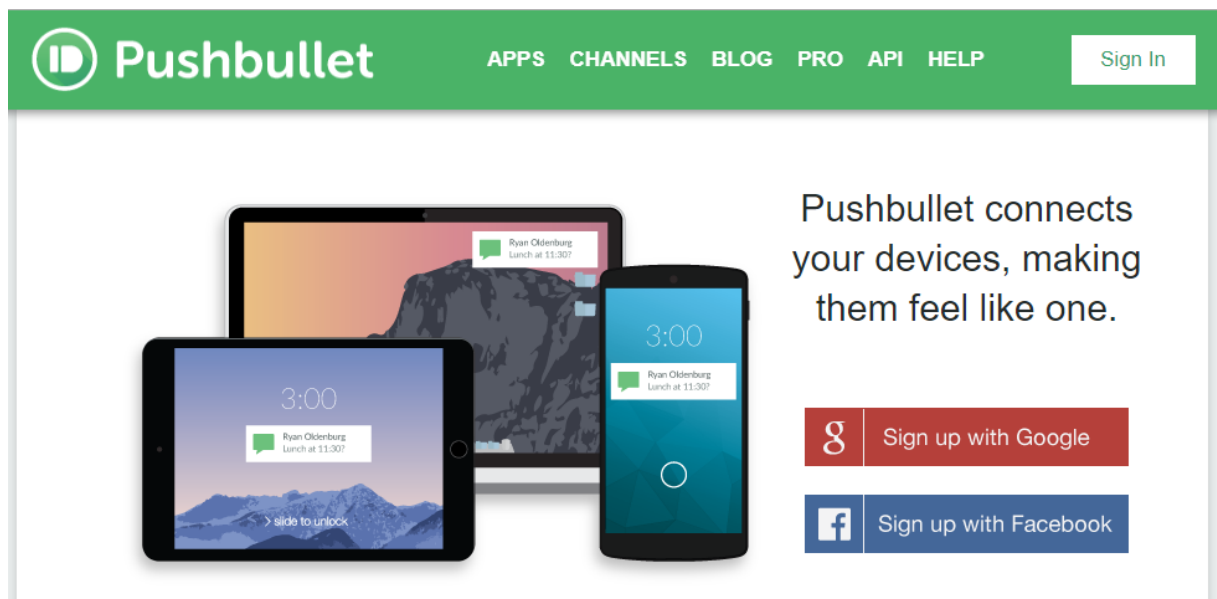 Pushbullet
APPS CHANNELS BLOG PRO API HELP
Sign In
Pushbullet connects
your devices, making
them feel like one.
Ryan Oldenburg
Lunch at 11:30?
3:00
Ryan Oldenburg
Lunch at 11:30?
3:00
Ryan Oldenburg
Lunch at 11:30?
> slide to unlock
g Sign up with Google
f Sign up with Facebook